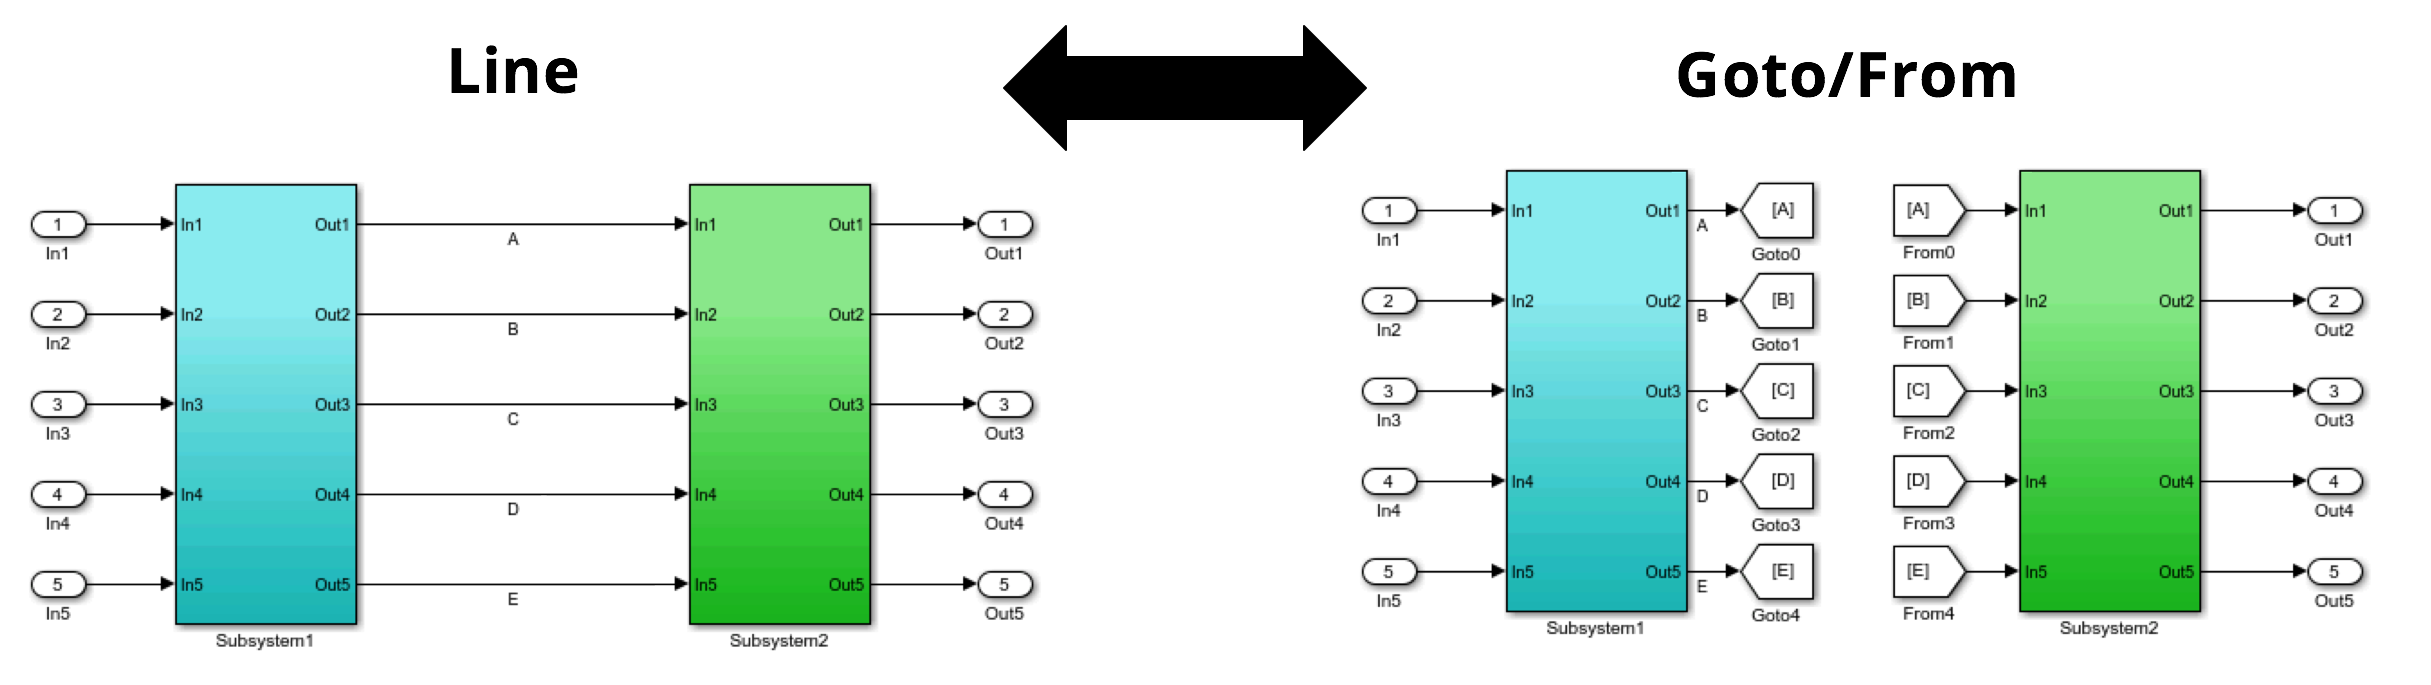 Line
Goto/From
1 In1 Out1 In1 Out1 1
In1 A Out1
2 In2 Out2 In2 Out2 2
In2 B Out2
3 In3 Out3 In3 Out3 3
In3 C Out3
4 In4 Out4 In4 Out4 4
In4 D Out4
5 In5 Out5 In5 Out5 5
In5 E Out5
Subsystem1 Subsystem2
1 In1 Out1 [A] [A] In1 Out1 1
In1 A Goto0 From0 Out1
2 In2 Out2 [B] [B] In2 Out2 2
In2 B Goto1 From1 Out2
3 In3 Out3 [C] [C] In3 Out3 3
In3 C Goto2 From2 Out3
4 In4 Out4 [D] [D] In4 Out4 4
In4 D Goto3 From3 Out4
5 In5 Out5 [E] [E] In5 Out5 5
In5 E Goto4 From4 Out5
Subsystem1 Subsystem2